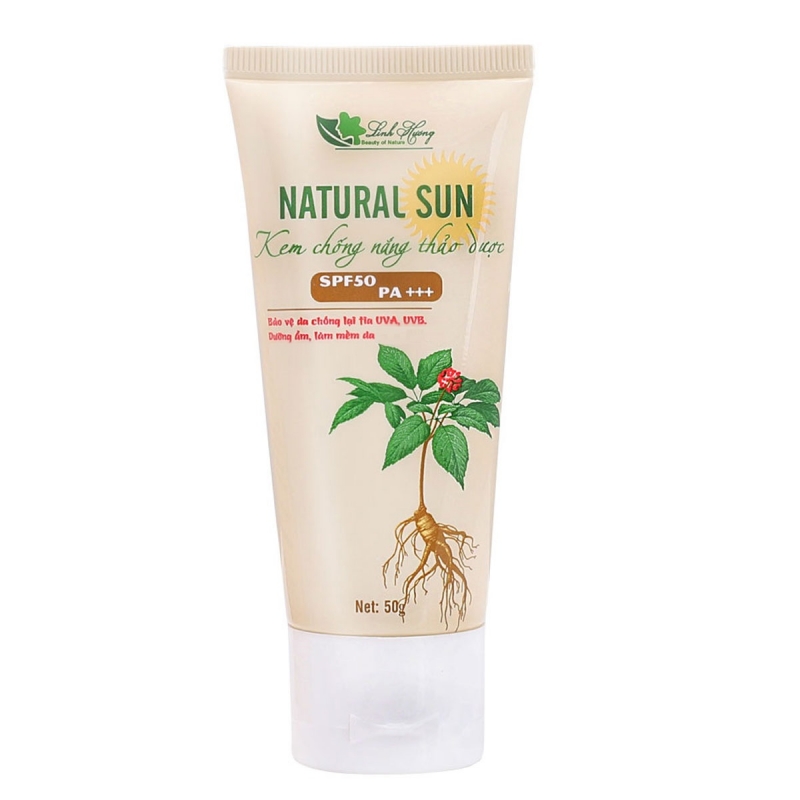 Linh Hương
Beauty of Nature
NATURAL SUN
Kem chống nắng thảo dược
SPF50
PA +++
Bảo vệ da chống lại tia UVA, UVB.
Dưỡng ẩm, làm mềm da
Net: 50g